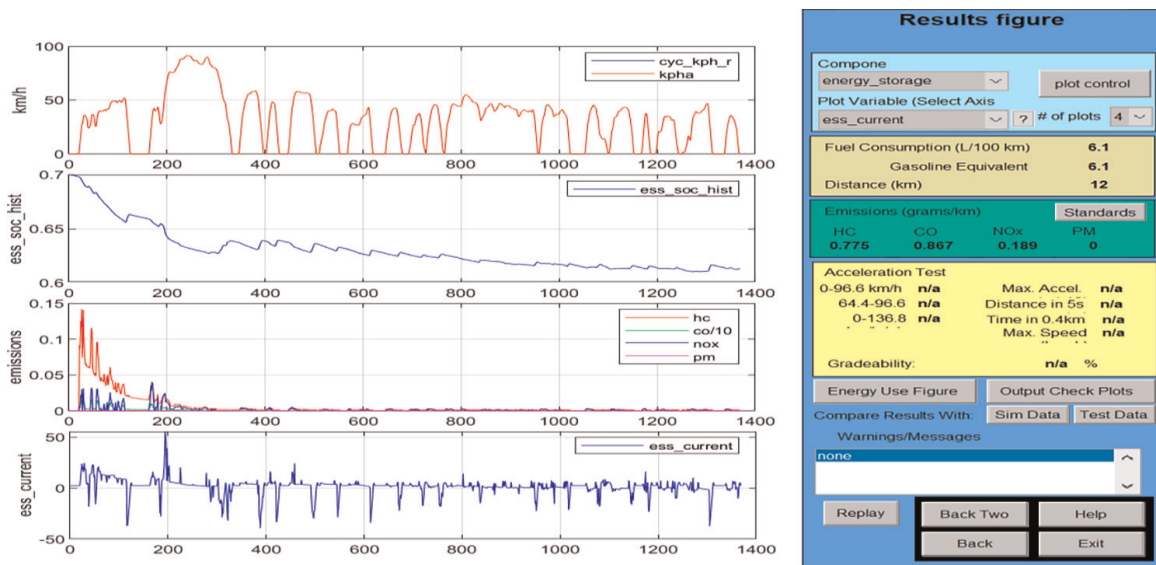 100
50
0
km/h
cyc_kph_r
kpha
0 200 400 600 800 1000 1200 1400
0.7
0.65
0.6
ess_soc_hist
ess_soc_hist
0 200 400 600 800 1000 1200 1400
0.15
0.1
0.05
0
emissions
hc
co/10
nox
pm
0 200 400 600 800 1000 1200 1400
50
0
-50
ess_current
ess_current
0 200 400 600 800 1000 1200 1400
Results figure
Compone
energy_storage
plot control
Plot Variable (Select Axis
ess_current ? # of plots 4
Fuel Consumption (L/100 km) 6.1
Gasoline Equivalent 6.1
Distance (km) 12
Emissions (grams/km) Standards
HC CO NOx PM
0.775 0.867 0.189 0
Acceleration Test
0-96.6 km/h n/a Max. Accel. n/a
64.4-96.6 n/a Distance in 5s n/a
0-136.8 n/a Time in 0.4km n/a
Max. Speed n/a
Gradeability: n/a %
Energy Use Figure Output Check Plots
Compare Results With: Sim Data Test Data
Warnings/Messages
none
Replay Back Two Help
Back Exit